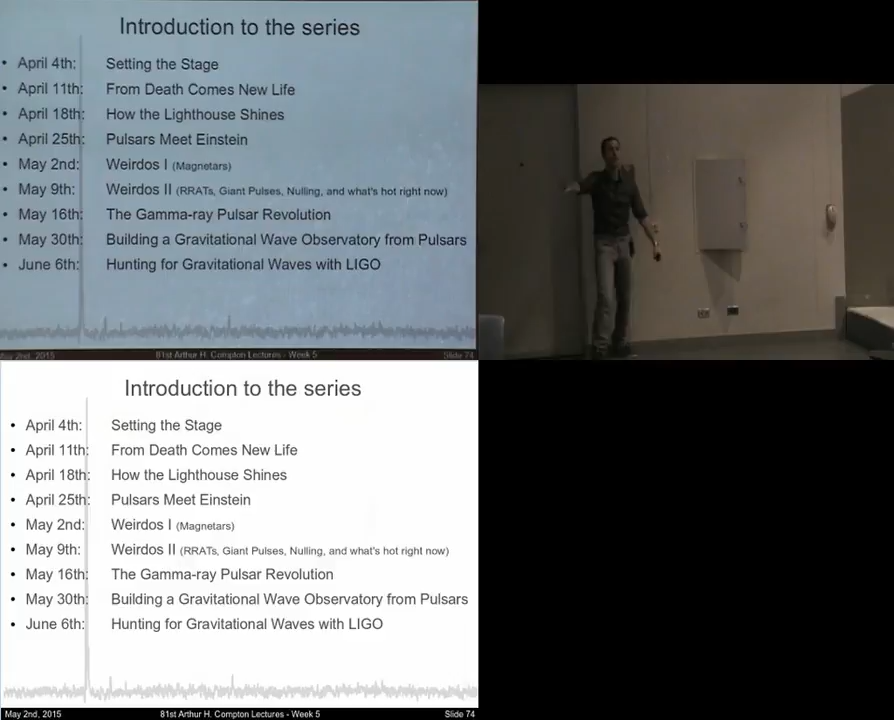 Introduction to the series
• April 4th: Setting the Stage
• April 11th: From Death Comes New Life
• April 18th: How the Lighthouse Shines
• April 25th: Pulsars Meet Einstein
• May 2nd: Weirdos I (Magnetars)
• May 9th: Weirdos II (RRATs, Giant Pulses, Nulling, and what's hot right now)
• May 16th: The Gamma-ray Pulsar Revolution
• May 30th: Building a Gravitational Wave Observatory from Pulsars
• June 6th: Hunting for Gravitational Waves with LIGO
May 2nd, 2015 81st Arthur H. Compton Lectures - Week 5 Slide 74
Introduction to the series
• April 4th: Setting the Stage
• April 11th: From Death Comes New Life
• April 18th: How the Lighthouse Shines
• April 25th: Pulsars Meet Einstein
• May 2nd: Weirdos I (Magnetars)
• May 9th: Weirdos II (RRATs, Giant Pulses, Nulling, and what's hot right now)
• May 16th: The Gamma-ray Pulsar Revolution
• May 30th: Building a Gravitational Wave Observatory from Pulsars
• June 6th: Hunting for Gravitational Waves with LIGO
May 2nd, 2015 81st Arthur H. Compton Lectures - Week 5 Slide 74